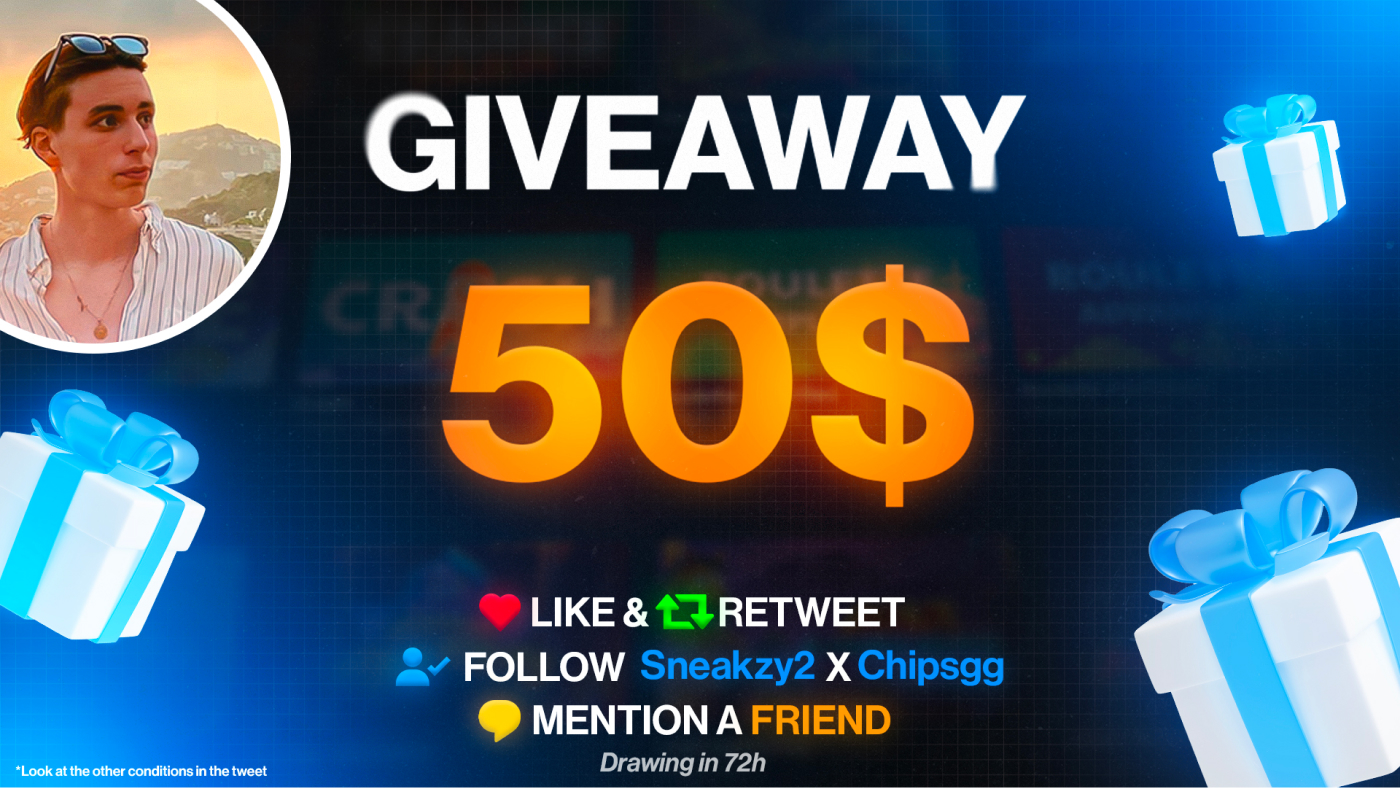 GIVEAWAY
50$
LIKE & RETWEET
FOLLOW Sneakzy2 X Chipsgg
MENTION A FRIEND
Drawing in 72h
*Look at the other conditions in the tweet